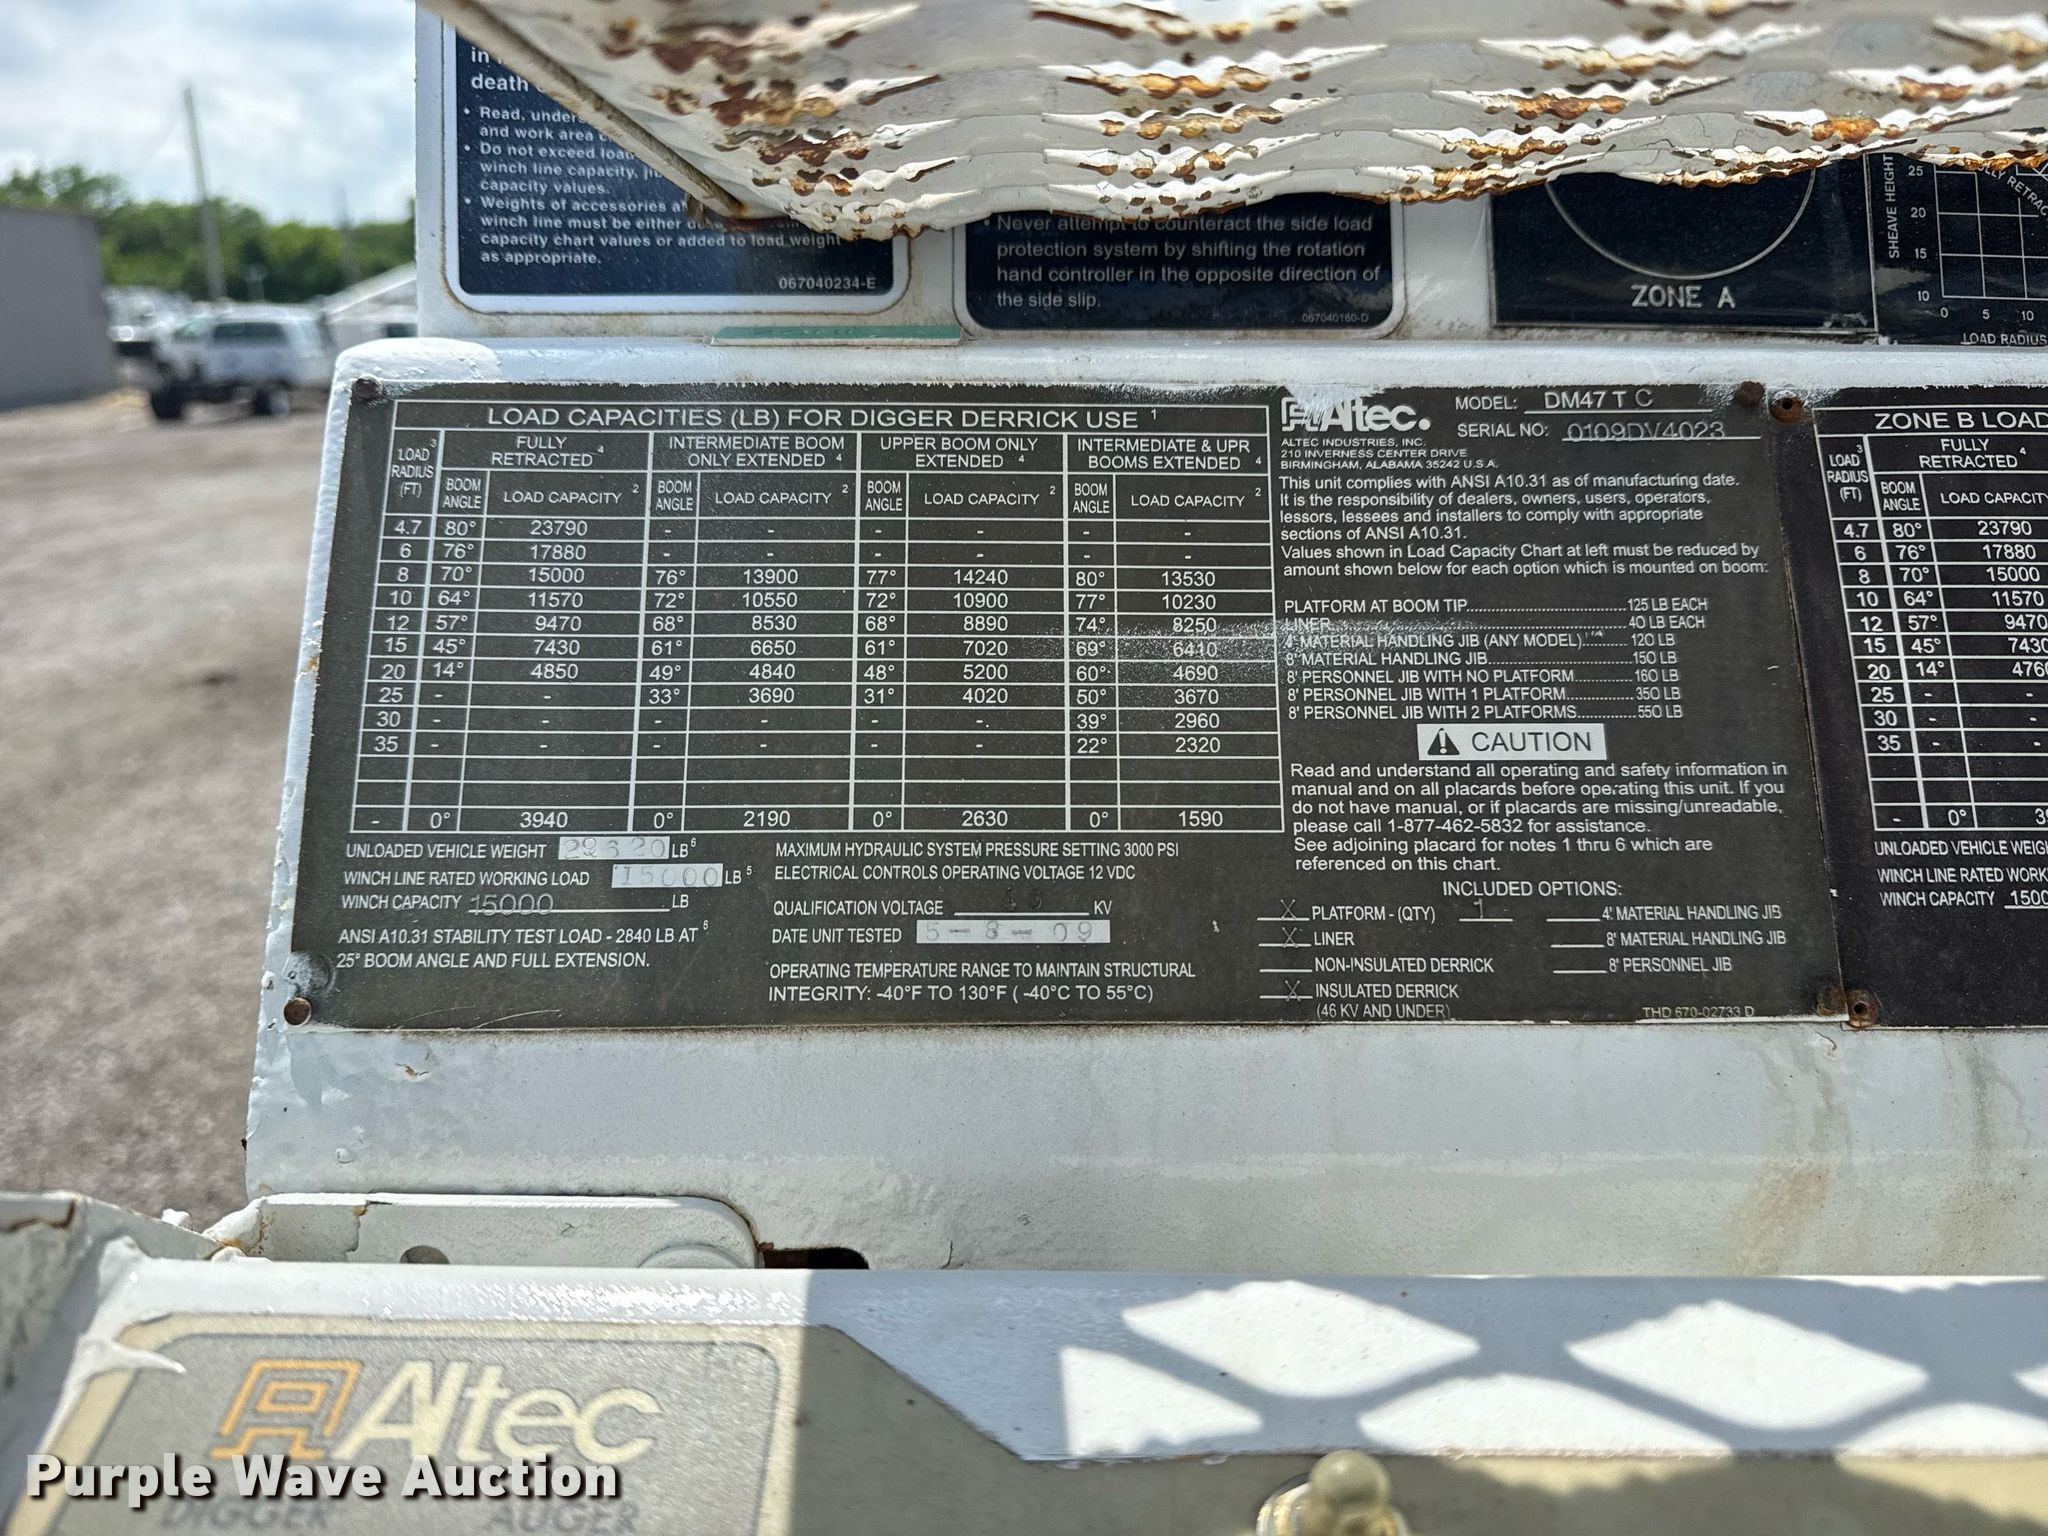 death
• Read, unders
and work area
• Do not exceed load
winch line capacity, jib
capacity values.
• Weights of accessories
winch line must be either
capacity chart values or added to load weight
as appropriate.
067040234-E
• Never attempt to counteract the side load
protection system by shifting the rotation
hand controller in the opposite direction of
the side slip.
067040160-D
ZONE A
SHEAVE HEIGHT
25
20
15
10
0 5 10
LOAD RADIUS
LOAD CAPACITIES (LB) FOR DIGGER DERRICK USE 1
LOAD 3 RADIUS (FT)
FULLY RETRACTED 4
INTERMEDIATE BOOM ONLY EXTENDED 4
UPPER BOOM ONLY EXTENDED 4
INTERMEDIATE & UPR BOOMS EXTENDED 4
BOOM ANGLE LOAD CAPACITY 2 BOOM ANGLE LOAD CAPACITY 2 BOOM ANGLE LOAD CAPACITY 2 BOOM ANGLE LOAD CAPACITY 2
4.7 80° 23790 - - - - - -
6 76° 17880 - - - - - -
8 70° 15000 76° 13900 77° 14240 80° 13530
10 64° 11570 72° 10550 72° 10900 77° 10230
12 57° 9470 68° 8530 68° 8890 74° 8250
15 45° 7430 61° 6650 61° 7020 69° 6410
20 14° 4850 49° 4840 48° 5200 60° 4690
25 - - 33° 3690 31° 4020 50° 3670
30 - - - - - - 39° 2960
35 - - - - - - 22° 2320
- 0° 3940 0° 2190 0° 2630 0° 1590
UNLOADED VEHICLE WEIGHT 29620 LB 6
WINCH LINE RATED WORKING LOAD 15000 LB 5
WINCH CAPACITY 15000 LB
ANSI A10.31 STABILITY TEST LOAD - 2840 LB AT 6
25° BOOM ANGLE AND FULL EXTENSION.
MAXIMUM HYDRAULIC SYSTEM PRESSURE SETTING 3000 PSI
ELECTRICAL CONTROLS OPERATING VOLTAGE 12 VDC
QUALIFICATION VOLTAGE KV
DATE UNIT TESTED 5-8-09
OPERATING TEMPERATURE RANGE TO MAINTAIN STRUCTURAL
INTEGRITY: -40°F TO 130°F ( -40°C TO 55°C)
Altec.
MODEL: DM47 T C
SERIAL NO: 0109DV4023
ALTEC INDUSTRIES, INC.
210 INVERNESS CENTER DRIVE
BIRMINGHAM, ALABAMA 35242 U.S.A.
This unit complies with ANSI A10.31 as of manufacturing date.
It is the responsibility of dealers, owners, users, operators,
lessors, lessees and installers to comply with appropriate
sections of ANSI A10.31.
Values shown in Load Capacity Chart at left must be reduced by
amount shown below for each option which is mounted on boom:
PLATFORM AT BOOM TIP......125 LB EACH
LINER......40 LB EACH
4' MATERIAL HANDLING JIB (ANY MODEL)......120 LB
8' MATERIAL HANDLING JIB......150 LB
8' PERSONNEL JIB WITH NO PLATFORM......160 LB
8' PERSONNEL JIB WITH 1 PLATFORM......350 LB
8' PERSONNEL JIB WITH 2 PLATFORMS......550 LB
CAUTION
Read and understand all operating and safety information in
manual and on all placards before operating this unit. If you
do not have manual, or if placards are missing/unreadable,
please call 1-877-462-5832 for assistance.
See adjoining placard for notes 1 thru 6 which are
referenced on this chart.
INCLUDED OPTIONS:
X PLATFORM - (QTY) 1 4' MATERIAL HANDLING JIB
X LINER 8' MATERIAL HANDLING JIB
NON-INSULATED DERRICK 8' PERSONNEL JIB
X INSULATED DERRICK
(46 KV AND UNDER)
THD 670-02733 D
ZONE B LOAD
LOAD 3 RADIUS (FT)
FULLY RETRACTED 4
BOOM ANGLE LOAD CAPACITY
4.7 80° 23790
6 76° 17880
8 70° 15000
10 64° 11570
12 57° 9470
15 45° 7430
20 14° 4760
25 - -
30 - -
35 - -
- 0°
UNLOADED VEHICLE WEIGH
WINCH LINE RATED WORK
WINCH CAPACITY 1500
Altec
DIGGER AUGER
Purple Wave Auction